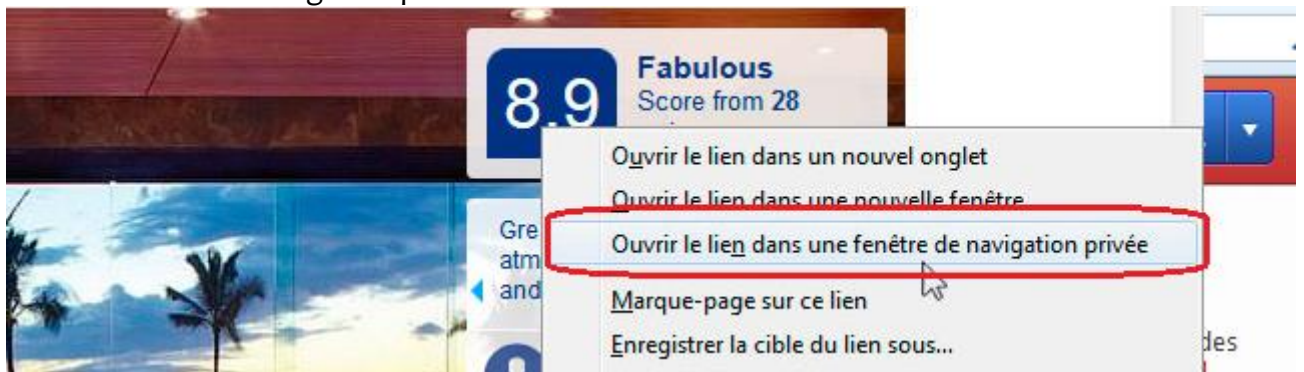 8.9
Fabulous
Score from 28
Ouvrir le lien dans un nouvel onglet
Ouvrir le lien dans une nouvelle fenêtre
Gre
Ouvrir le lien dans une fenêtre de navigation privée
atm
and
Marque-page sur ce lien
Enregistrer la cible du lien sous...
des